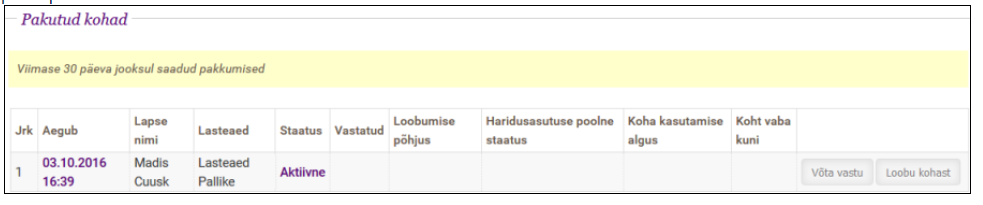 Pakutud kohad
Viimase 30 päeva jooksul saadud pakkumised
Jrk Aegub Lapse nimi Lasteaed Staatus Vastatud Loobumise põhjus Haridusasutuse poolne staatus Koha kasutamise algus Koht vaba kuni
1 03.10.2016 16:39 Madis Cuusk Lasteaed Pallike Aktiivne Võta vastu Loobu kohast